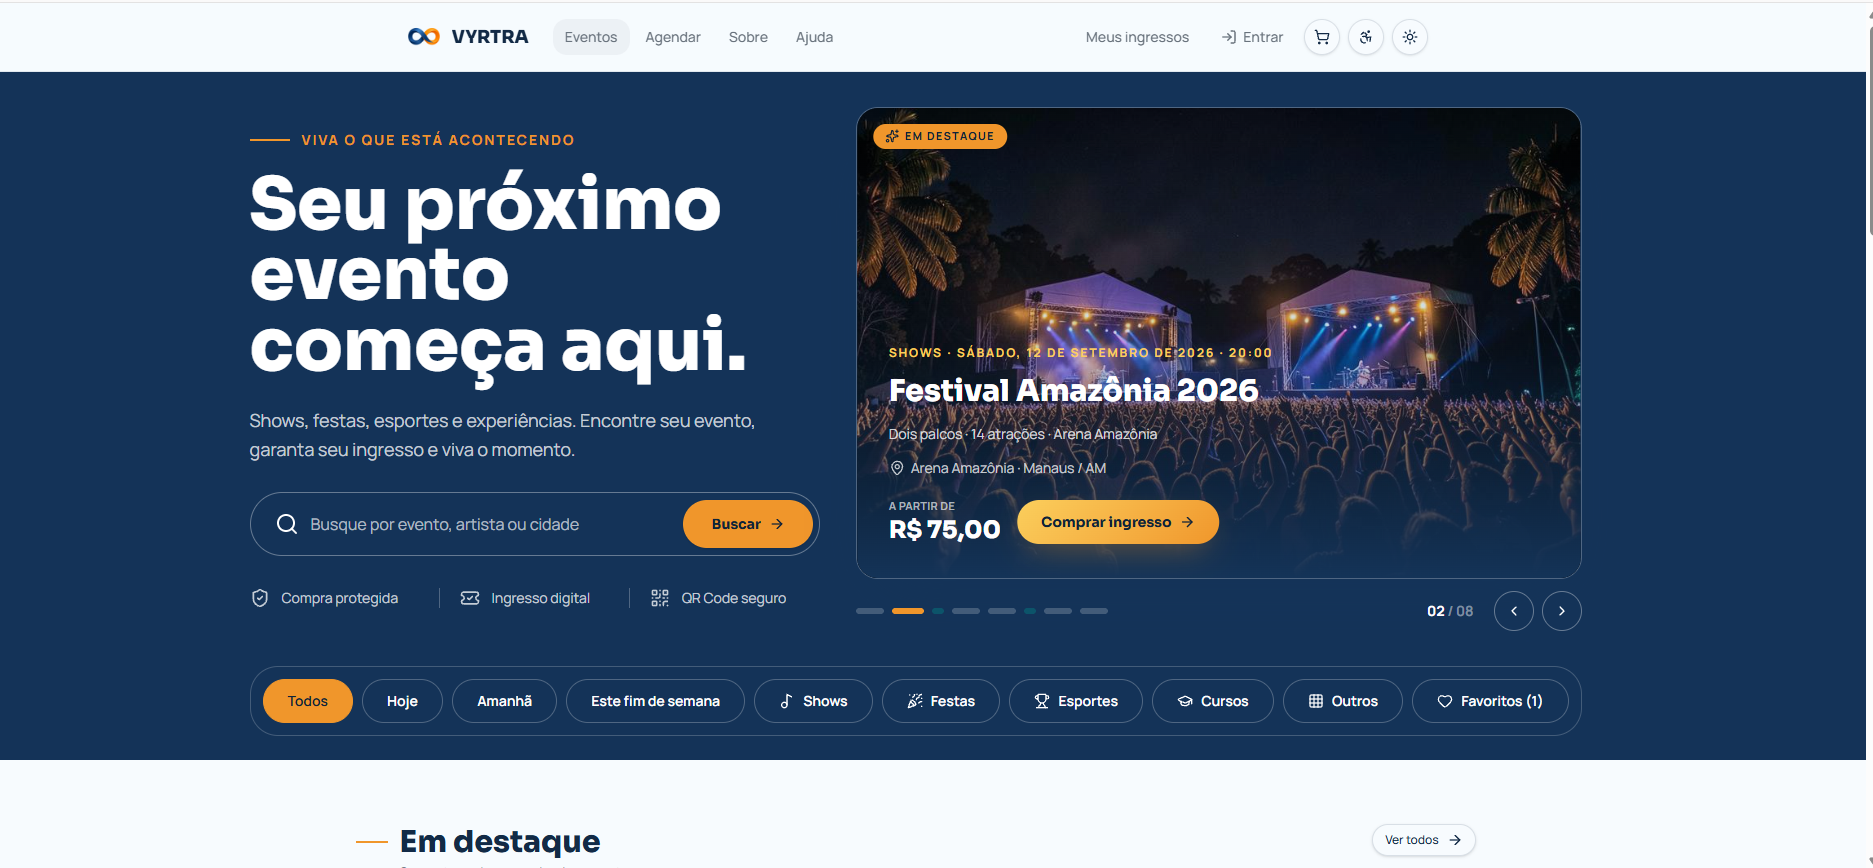 VYRTRA
Eventos
Agendar
Sobre
Ajuda
Meus ingressos
Entrar
VIVA O QUE ESTÁ ACONTECENDO
Seu próximo
evento
começa aqui.
Shows, festas, esportes e experiências. Encontre seu evento,
garanta seu ingresso e viva o momento.
Busque por evento, artista ou cidade
Buscar
Compra protegida
Ingresso digital
QR Code seguro
EM DESTAQUE
SHOWS · SÁBADO, 12 DE SETEMBRO DE 2026 · 20:00
Festival Amazônia 2026
Dois palcos · 14 atrações · Arena Amazônia
Arena Amazônia · Manaus / AM
A PARTIR DE
R$ 75,00
Comprar ingresso
02 / 08
Todos
Hoje
Amanhã
Este fim de semana
Shows
Festas
Esportes
Cursos
Outros
Favoritos (1)
Em destaque
Ver todos